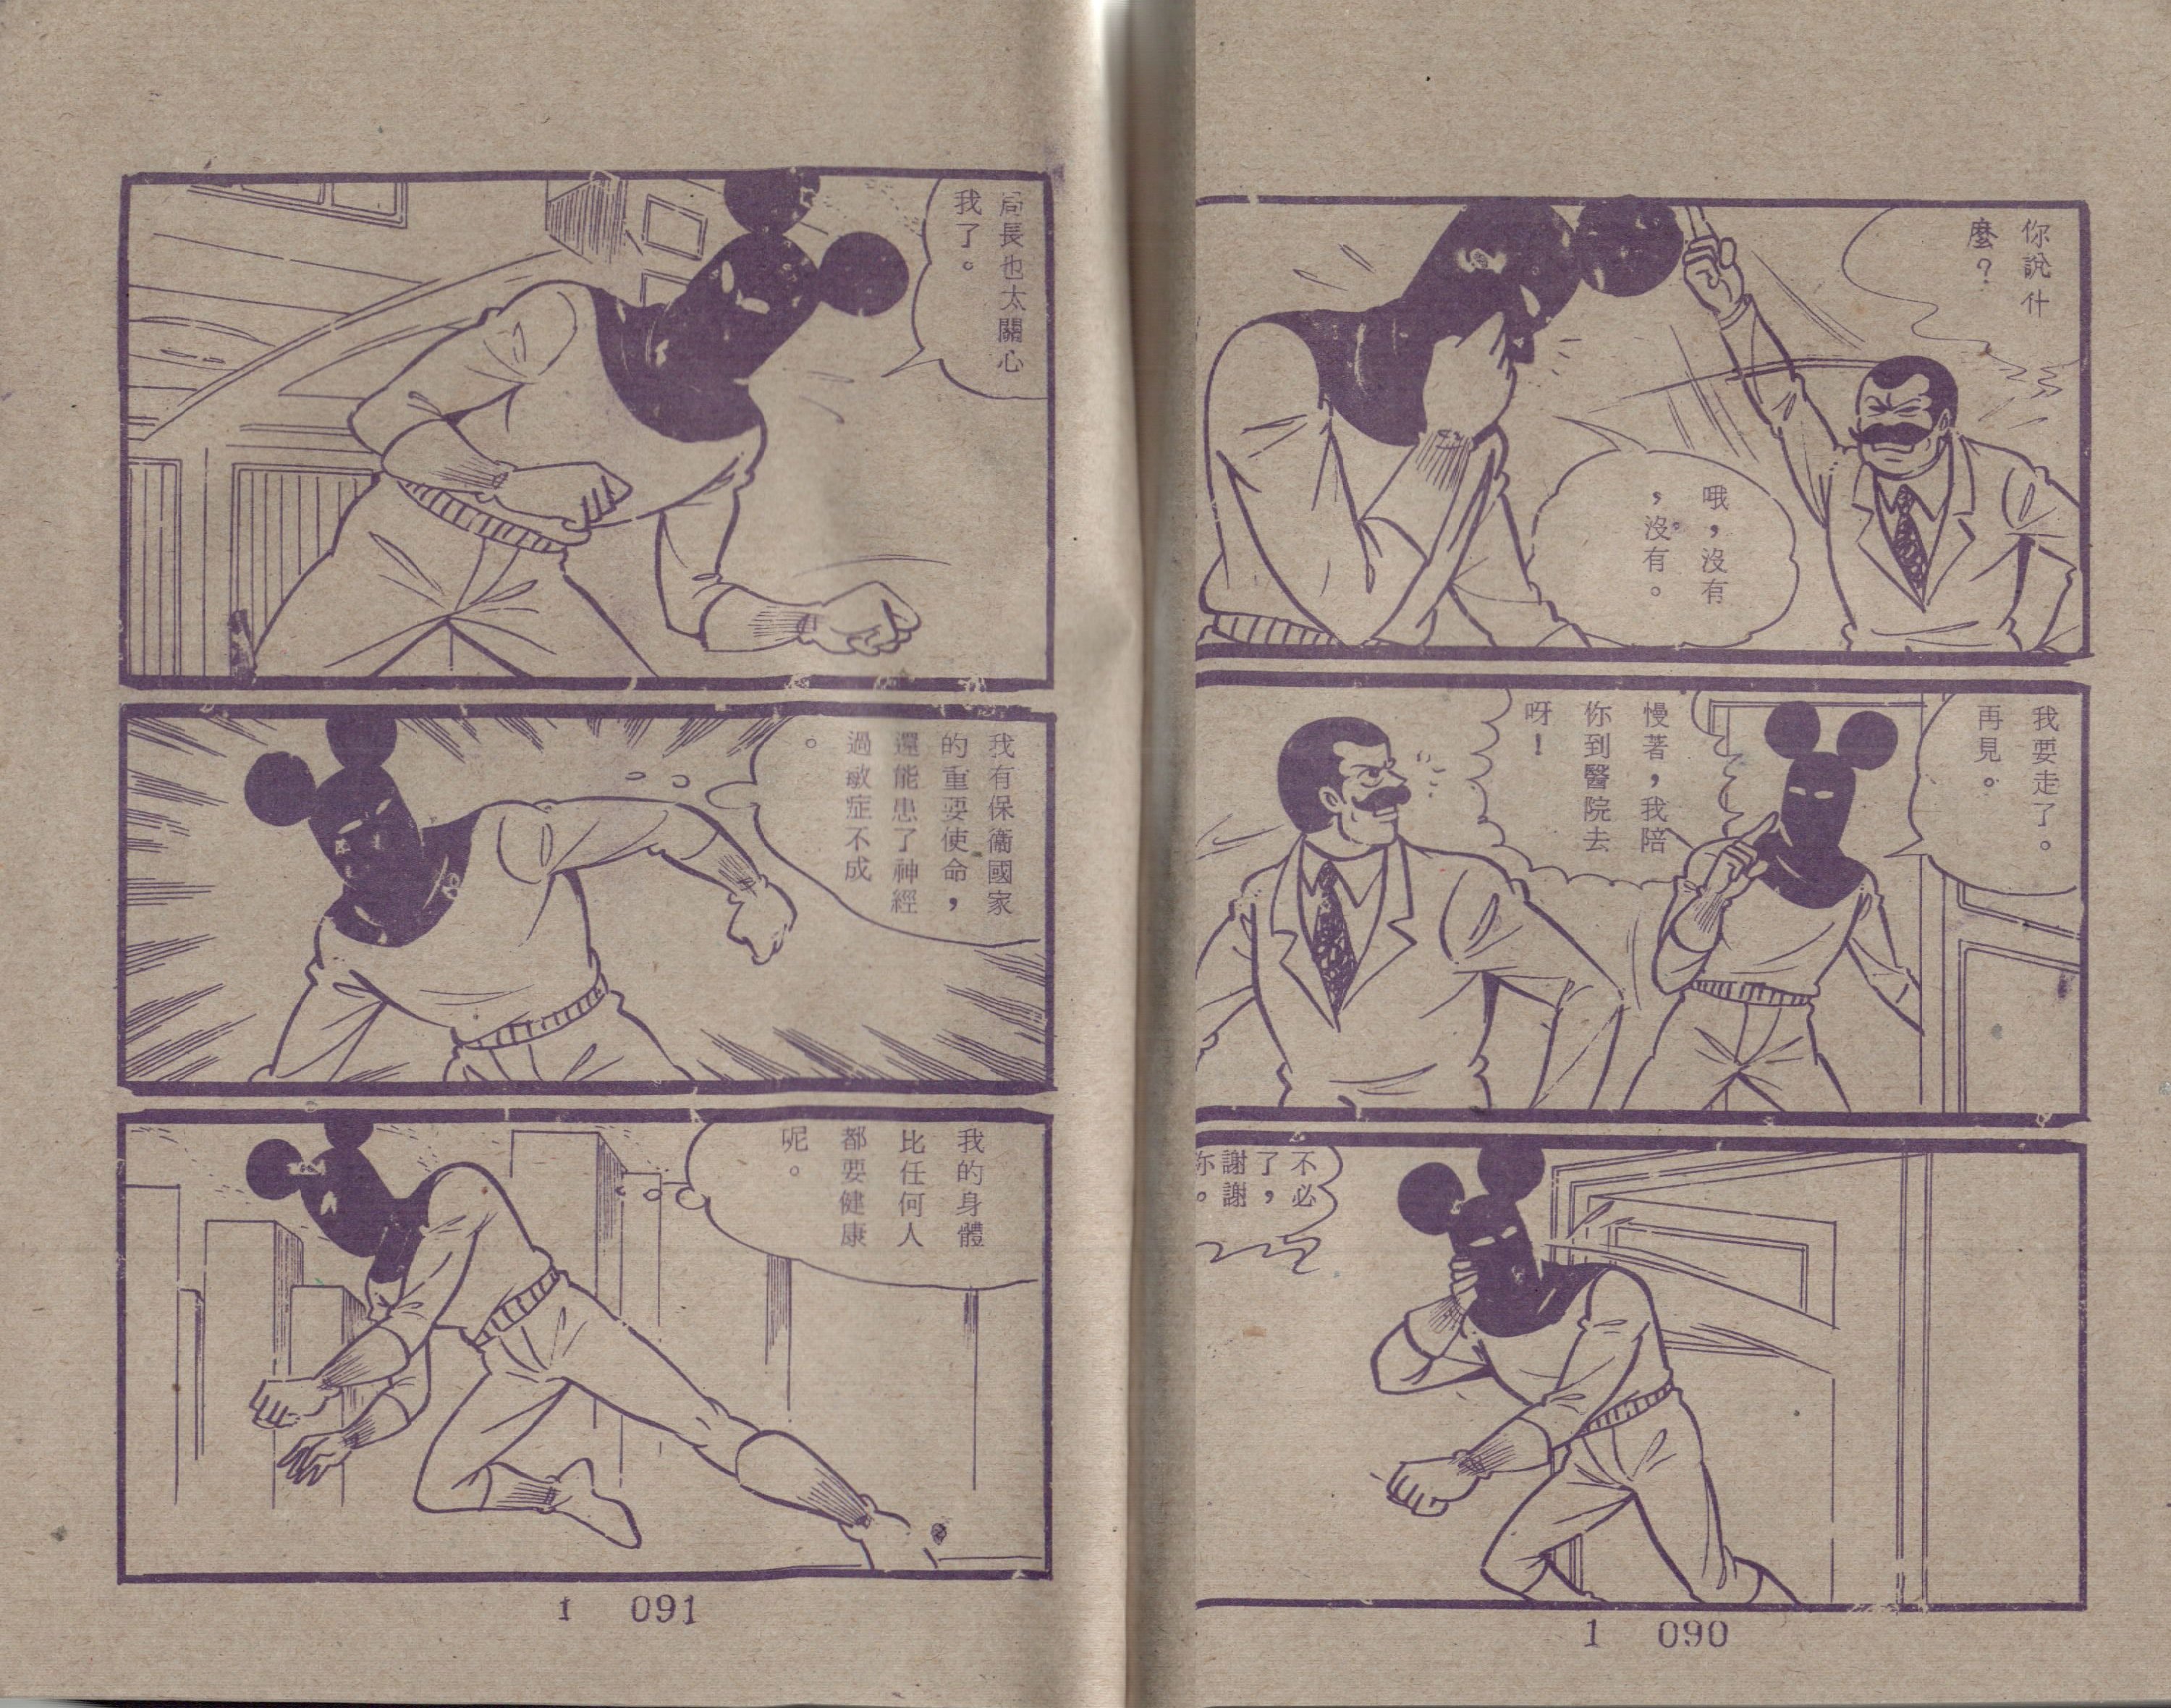 你說什
麼？
哦，沒有
，沒有。
我要走了。
再見。
慢著，我陪
你到醫院去
呀！
不必
了，
謝謝
你。
1 090
局長也太關心
我了。
我有保衞國家
的重要使命，
還能患了神經
過敏症不成
。
我的身體
比任何人
都要健康
呢。
1 091